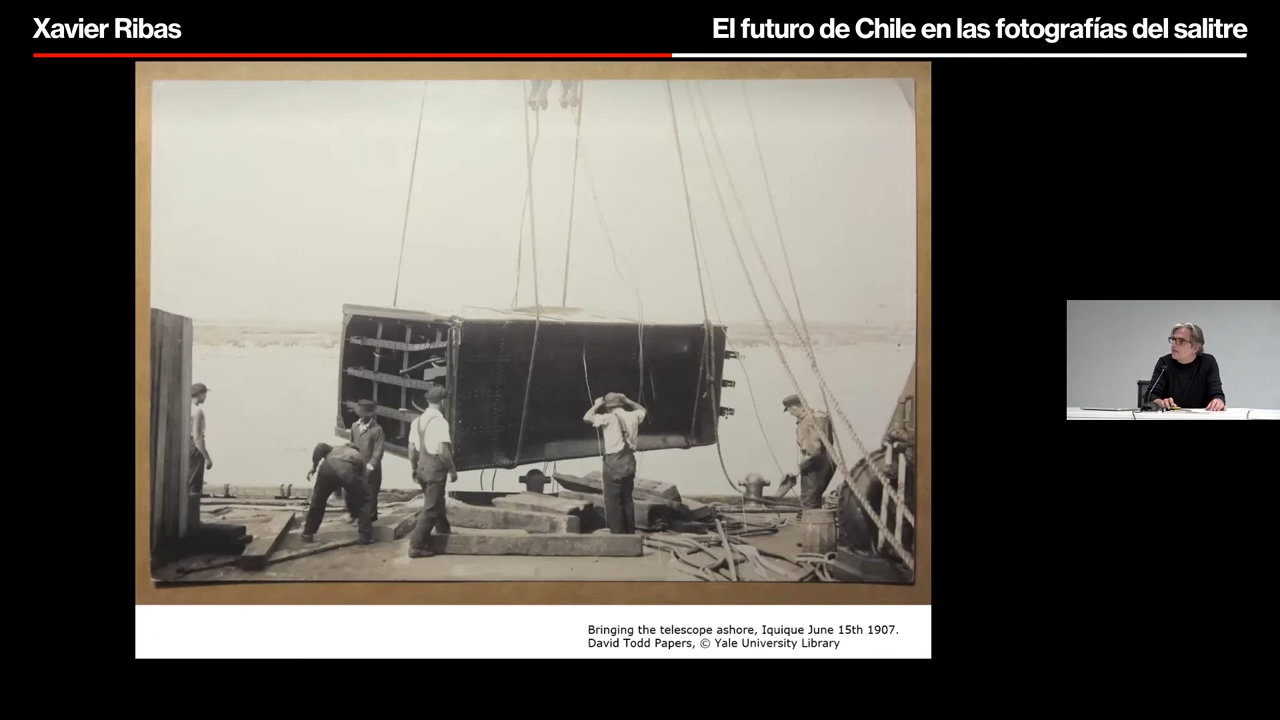 Xavier Ribas
El futuro de Chile en las fotografías del salitre
Bringing the telescope ashore, Iquique June 15th 1907.
David Todd Papers, © Yale University Library